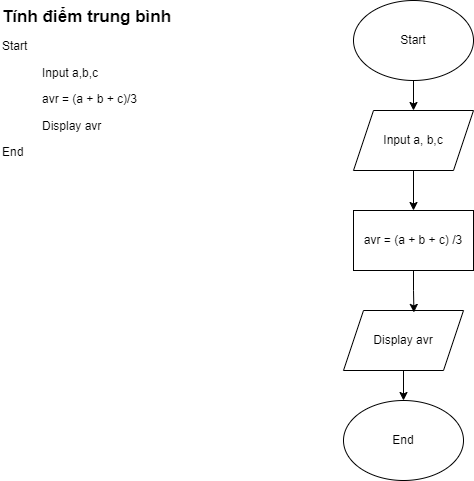 Tính điểm trung bình
Start
Input a,b,c
avr = (a + b + c)/3
Display avr
End
Start
Input a, b,c
avr = (a + b + c) /3
Display avr
End